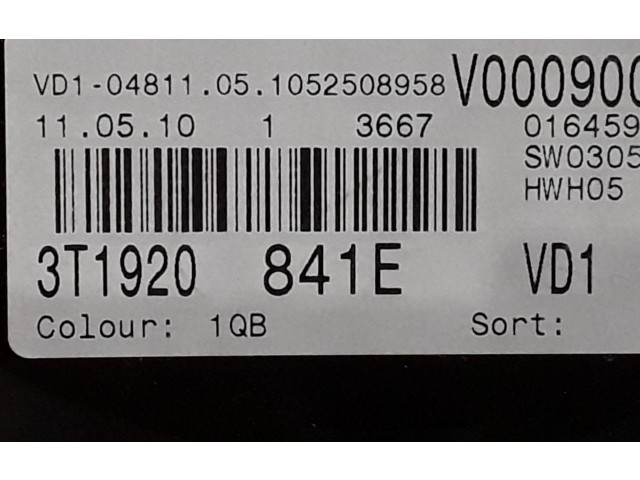 VD1-04811.05.1052508958 V000900
11.05.10 1 3667 016459
SW0305
HWH05
3T1920 841E VD1
Colour: 1QB Sort: